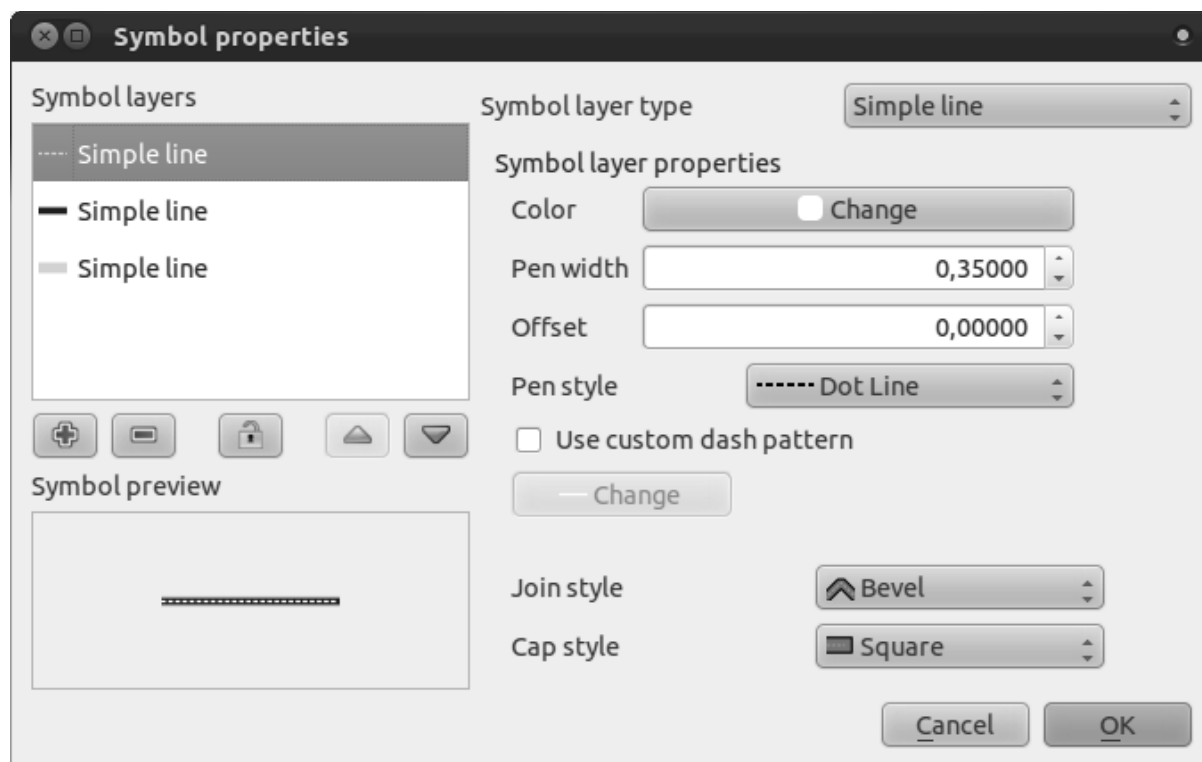 Symbol properties
Symbol layers
Simple line
Simple line
Simple line
Symbol preview
Symbol layer type
Simple line
Symbol layer properties
Color
Change
Pen width
0,35000
Offset
0,00000
Pen style
Dot Line
Use custom dash pattern
Change
Join style
Bevel
Cap style
Square
Cancel
OK